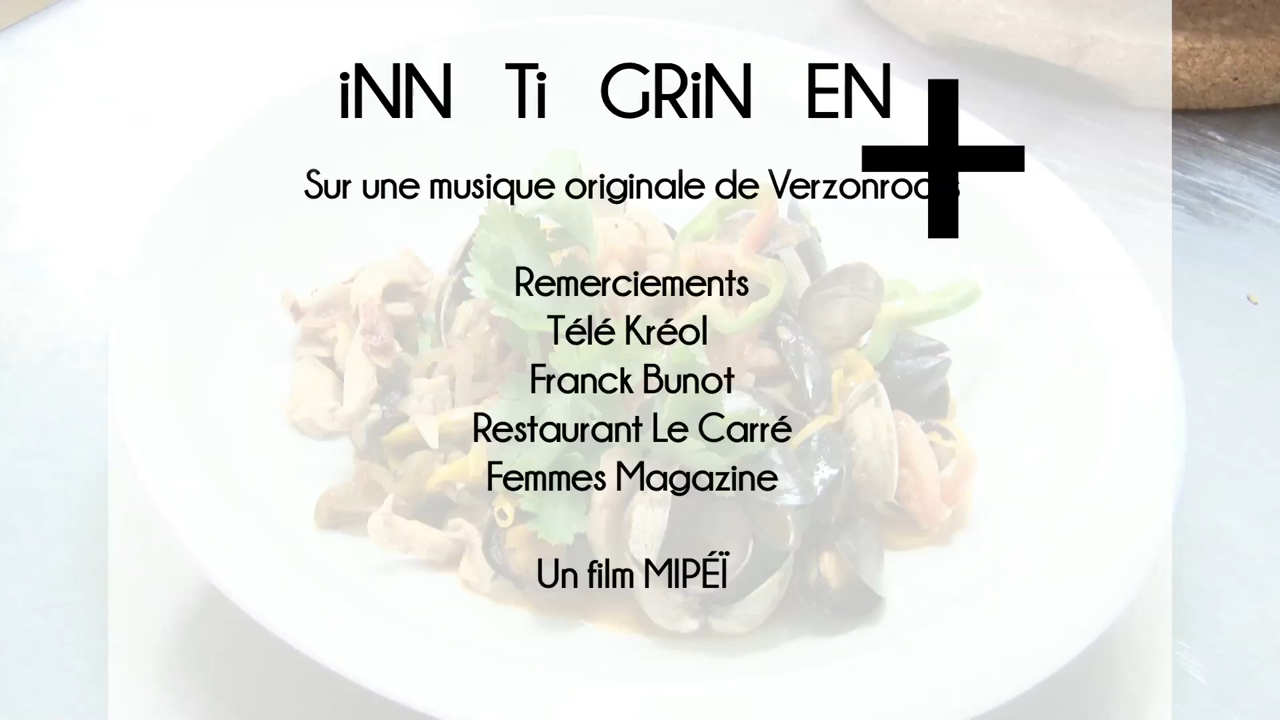 iNN Ti GRiN EN +
Sur une musique originale de
Remerciements
Télé Kréol
Franck Bunot
Restaurant Le Carré
Femmes Magazine
Un film MIPÉÏ